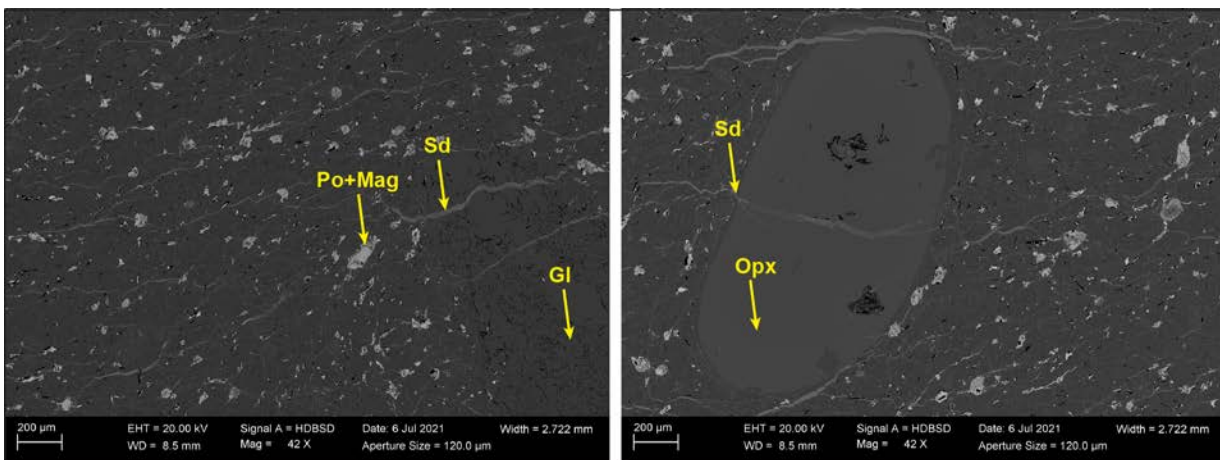 Sd
Po+Mag
Gl
200 µm
EHT = 20.00 kV
Signal A = HDBSD
Date: 6 Jul 2021
Width = 2.722 mm
WD = 8.5 mm
Mag = 42 X
Aperture Size = 120.0 µm
Sd
Opx
200 µm
EHT = 20.00 kV
Signal A = HDBSD
Date: 6 Jul 2021
Width = 2.722 mm
WD = 8.5 mm
Mag = 42 X
Aperture Size = 120.0 µm